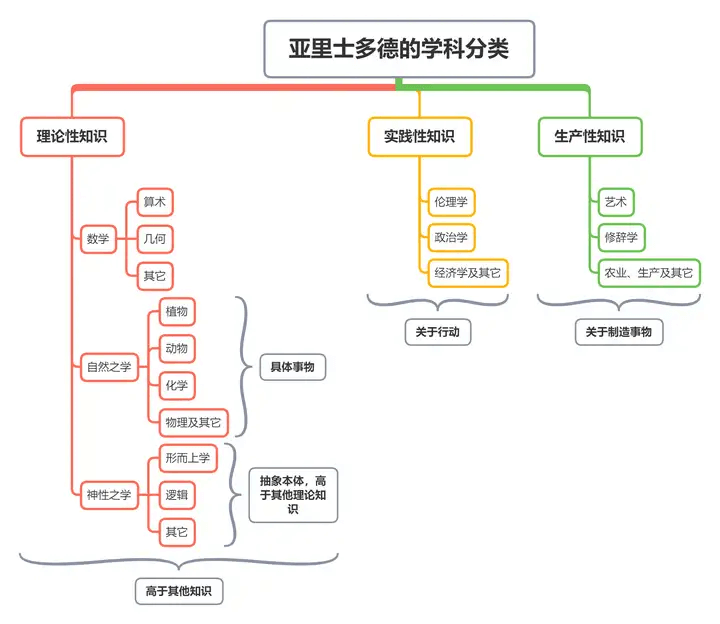 亚里士多德的学科分类
理论性知识
实践性知识
生产性知识
数学
算术
几何
其它
自然之学
植物
动物
化学
物理及其它
具体事物
神性之学
形而上学
逻辑
其它
抽象本体，高
于其他理论知
识
高于其他知识
伦理学
政治学
经济学及其它
关于行动
艺术
修辞学
农业、生产及其它
关于制造事物